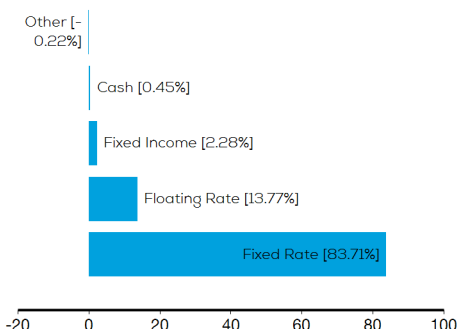 Other [-
0.22%]
Cash [0.45%]
Fixed Income [2.28%]
Floating Rate [13.77%]
Fixed Rate [83.71%]
-20 0 20 40 60 80 100